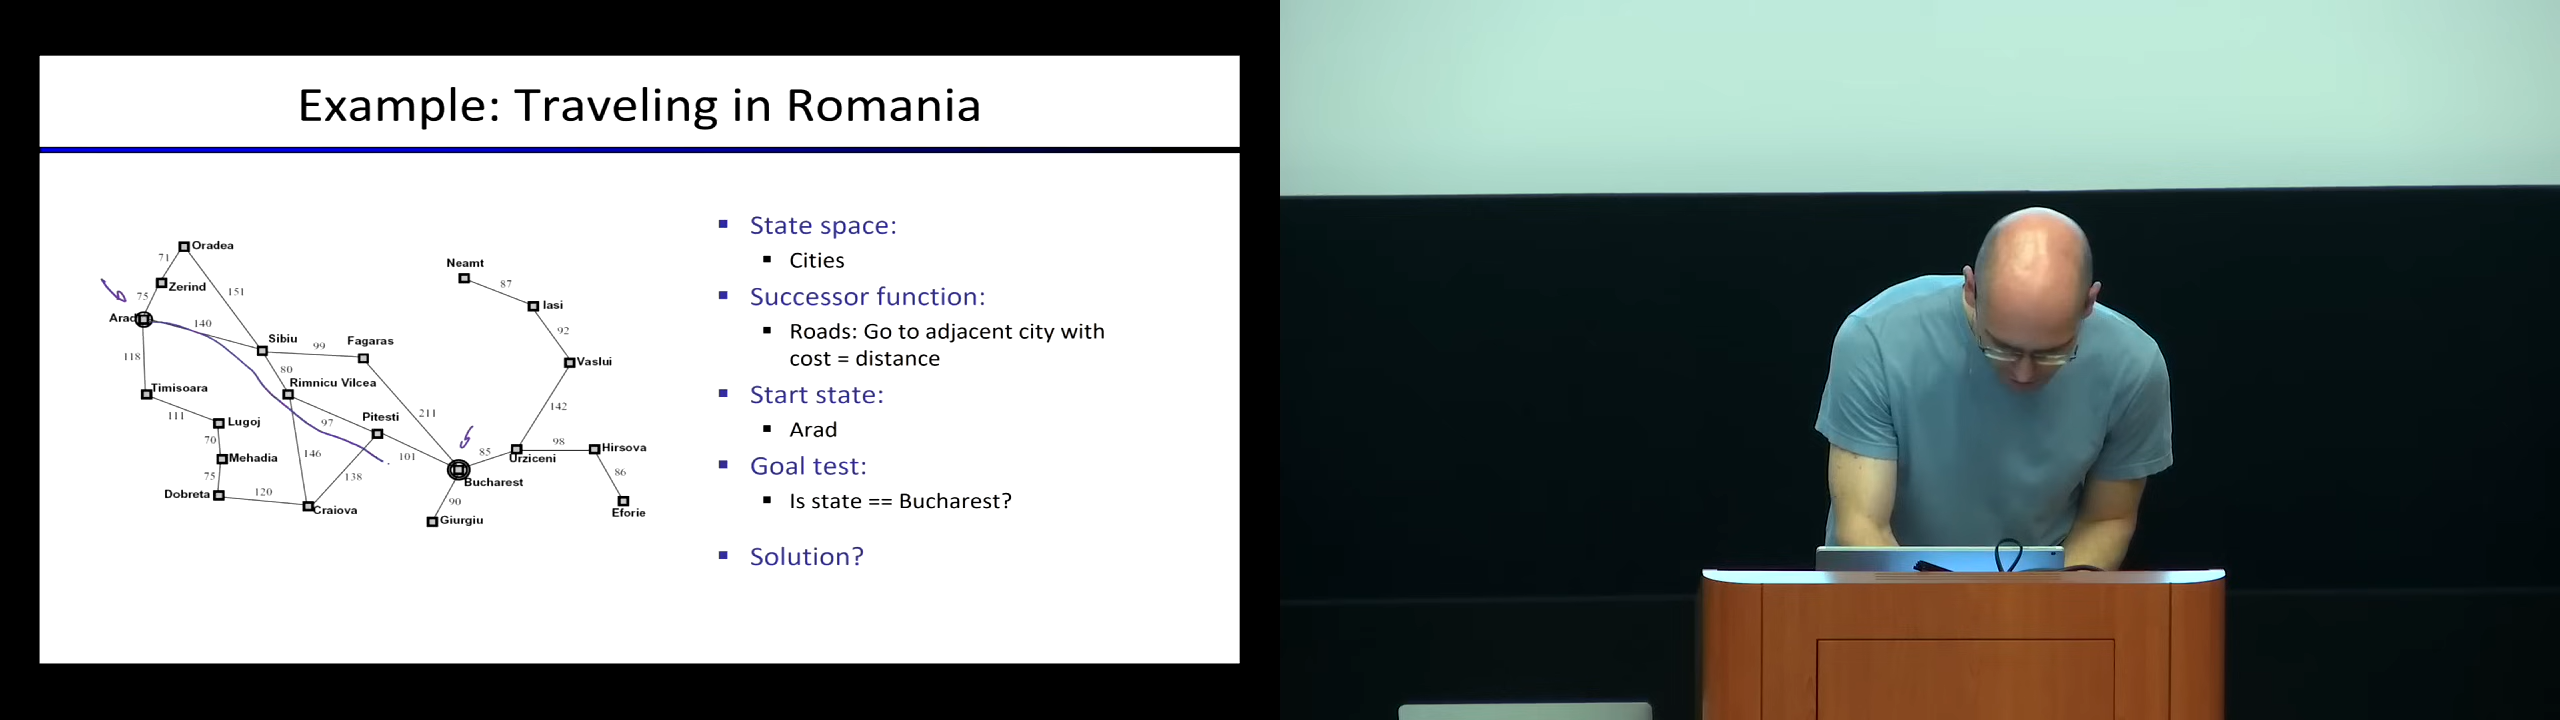 Example: Traveling in Romania
Oradea
71
Zerind
75
151
Arad
140
Sibiu
99
Fagaras
118
80
Rimnicu Vilcea
Timisoara
111
Lugoj
70
Mehadia
75
Dobreta
120
Craiova
146
97
Pitesti
138
101
211
Bucharest
90
Giurgiu
85
Urziceni
98
Hirsova
86
Eforie
142
Vaslui
92
Iasi
87
Neamt
State space:
Cities
Successor function:
Roads: Go to adjacent city with
cost = distance
Start state:
Arad
Goal test:
Is state == Bucharest?
Solution?